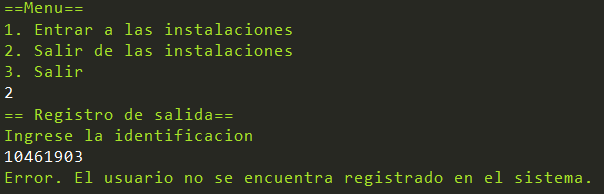 ==Menu==
1. Entrar a las instalaciones
2. Salir de las instalaciones
3. Salir
2
== Registro de salida==
Ingrese la identificacion
10461903
Error. El usuario no se encuentra registrado en el sistema.